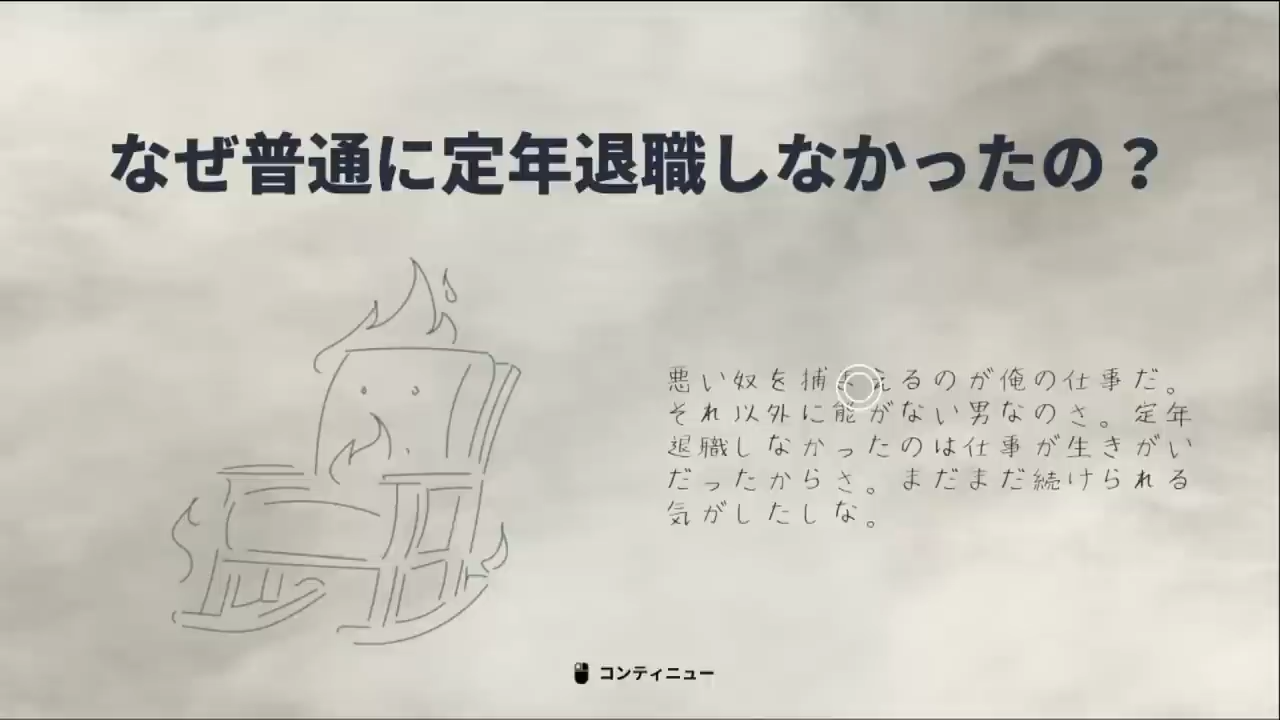 なぜ普通に定年退職しなかったの？
悪い奴を捕まえるのが俺の仕事だ。
それ以外に能がない男なのさ。定年
退職しなかったのは仕事が生きがい
だったからさ。まだまだ続けられる
気がしたしな。
コンティニュー